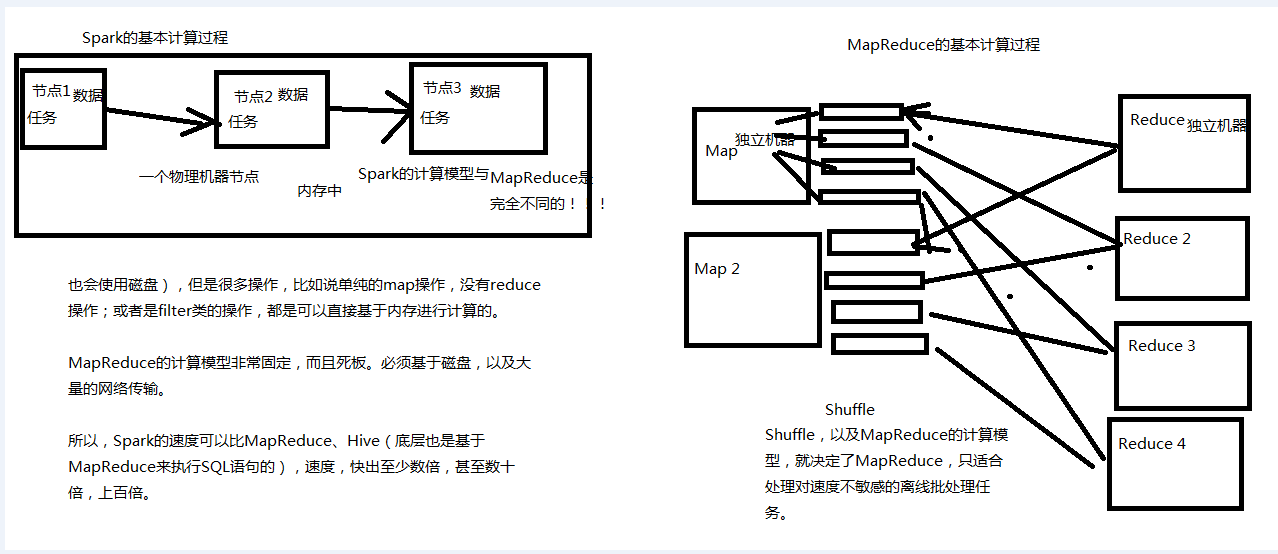 Spark的基本计算过程
节点1 数据
任务
节点2 数据
任务
节点3 数据
任务
一个物理机器节点
内存中
Spark的计算模型与MapReduce是
完全不同的！！！
也会使用磁盘），但是很多操作，比如说单纯的map操作，没有reduce
操作；或者是filter类的操作，都是可以直接基于内存进行计算的。
MapReduce的计算模型非常固定，而且死板。必须基于磁盘，以及大
量的网络传输。
所以，Spark的速度可以比MapReduce、Hive（底层也是基于
MapReduce来执行SQL语句的），速度，快出至少数倍，甚至数十
倍，上百倍。
MapReduce的基本计算过程
Map 独立机器
Map 2
Reduce 独立机器
Reduce 2
Reduce 3
Reduce 4
Shuffle
Shuffle，以及MapReduce的计算模
型，就决定了MapReduce，只适合
处理对速度不敏感的离线批处理任
务。